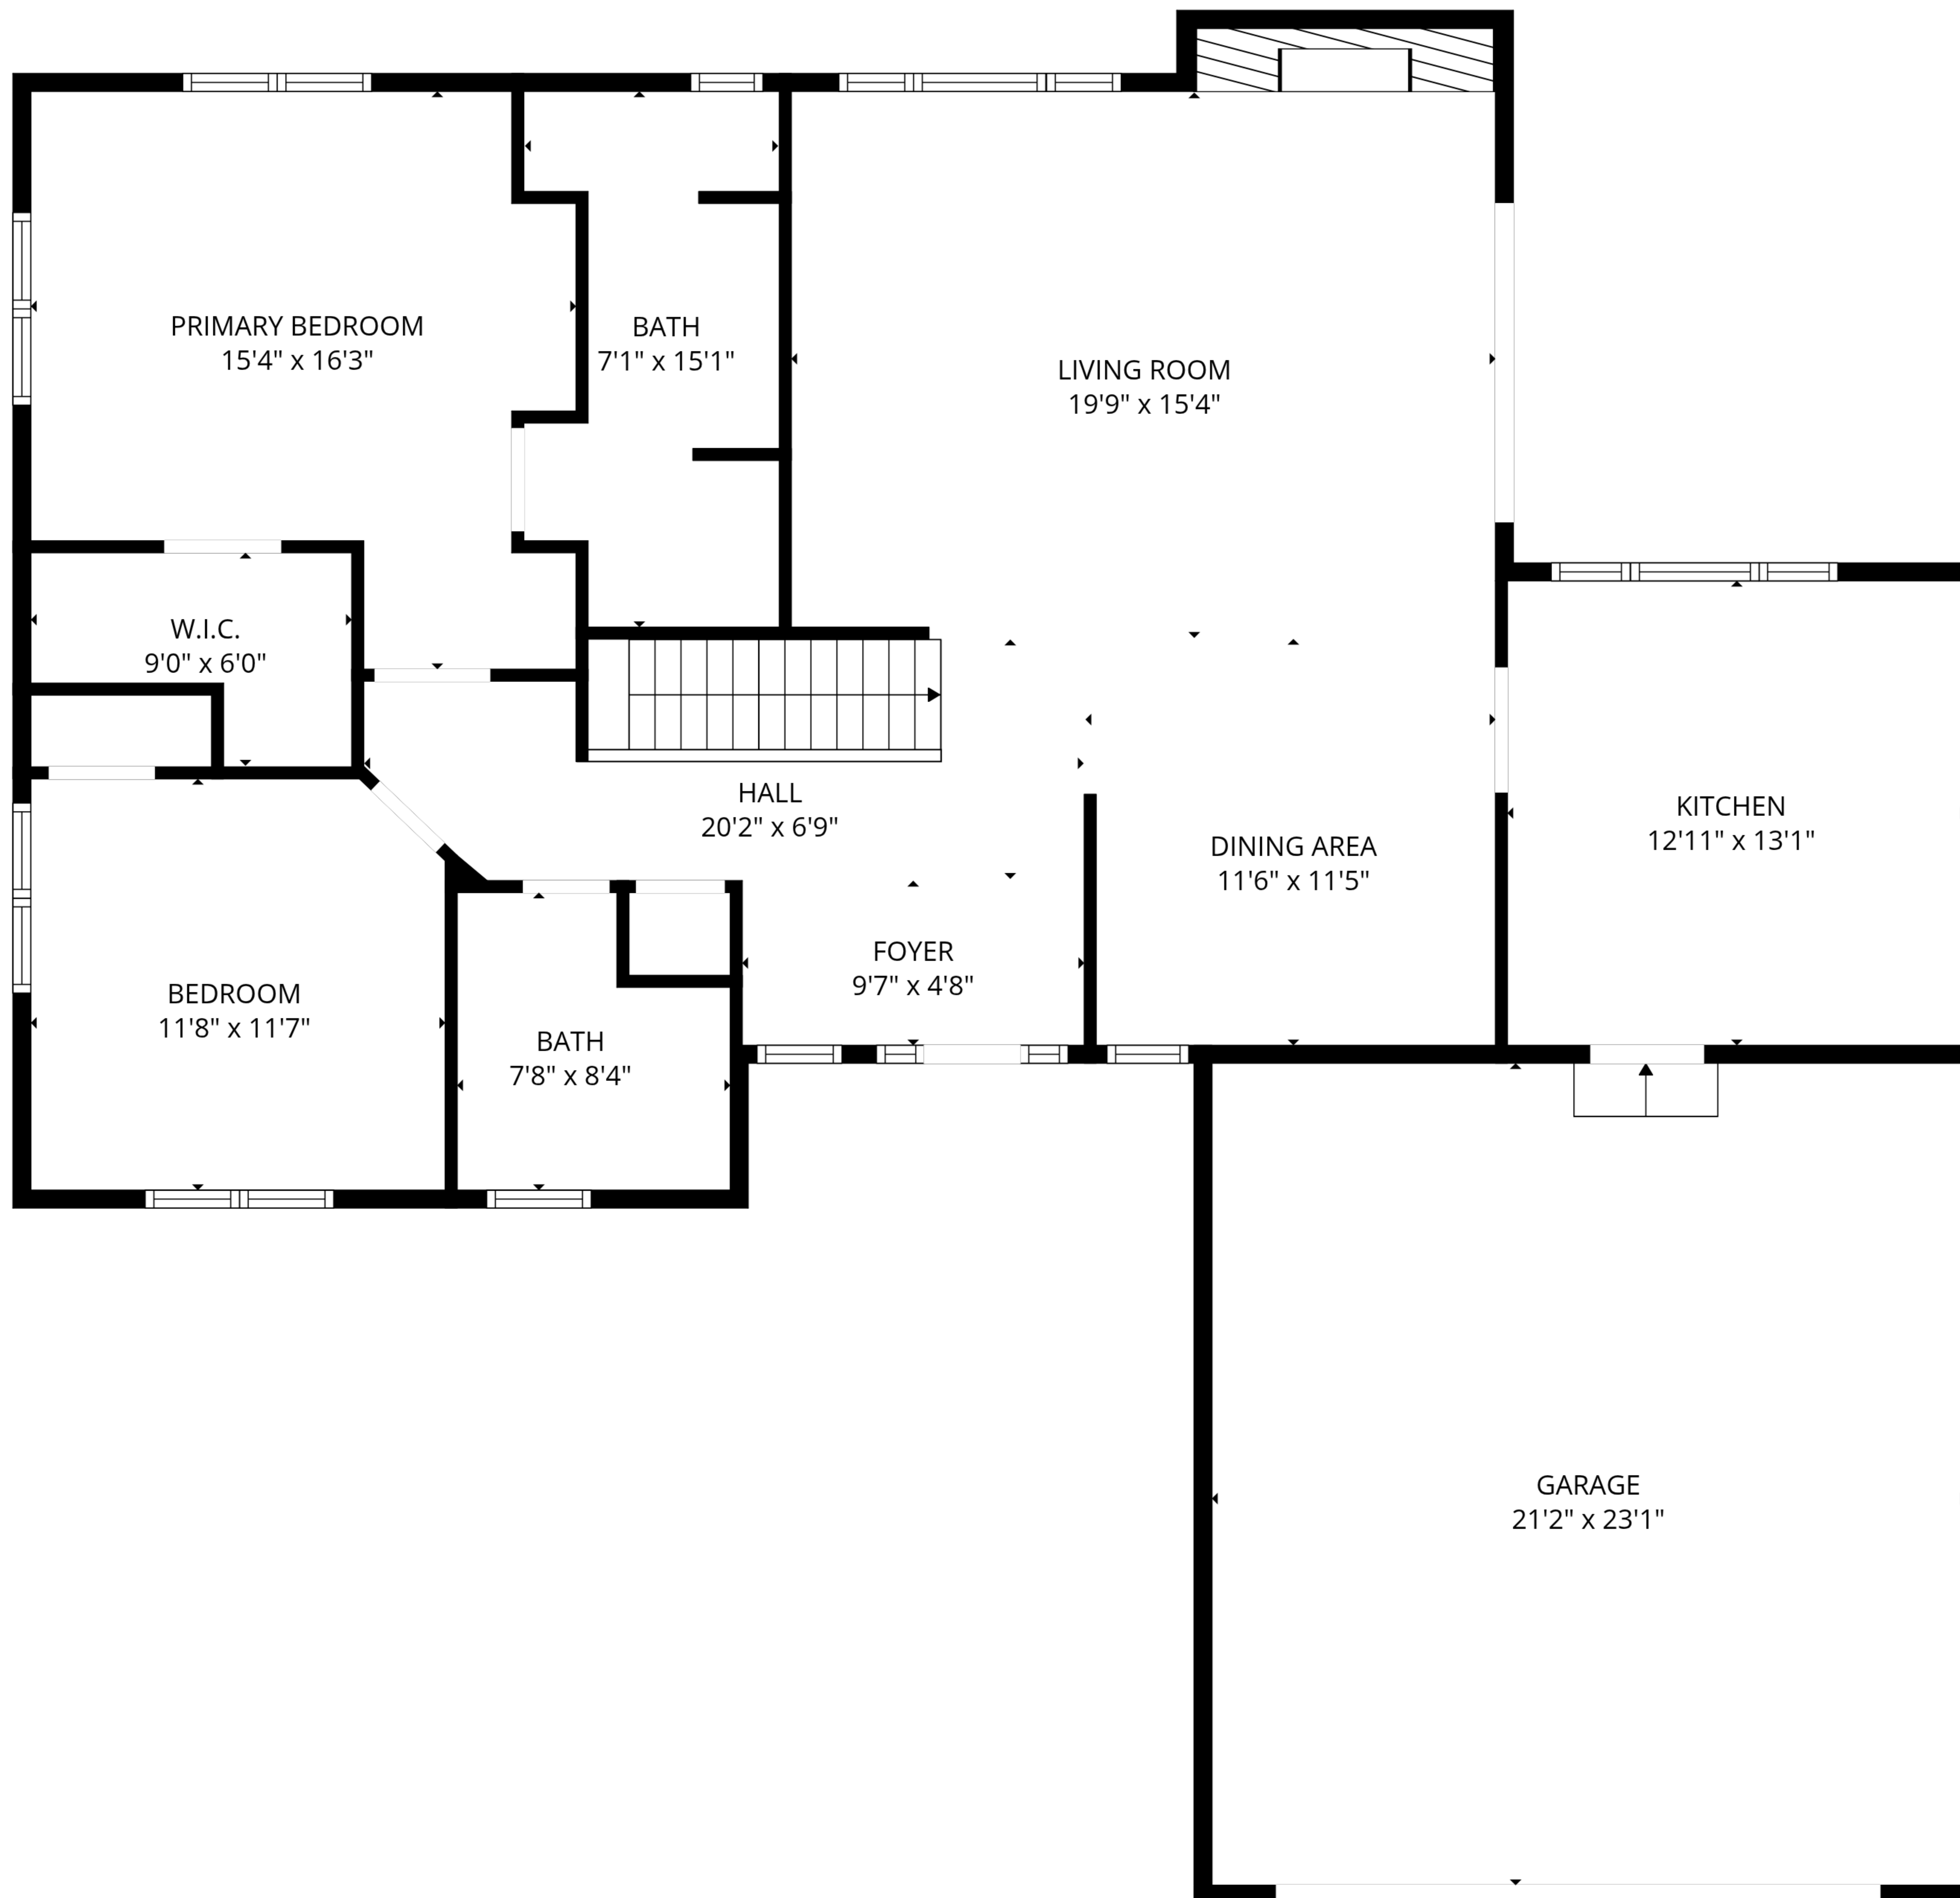 PRIMARY BEDROOM
15'4" x 16'3"
BATH
7'1" x 15'1"
LIVING ROOM
19'9" x 15'4"
W.I.C.
9'0" x 6'0"
HALL
20'2" x 6'9"
KITCHEN
12'11" x 13'1"
DINING AREA
11'6" x 11'5"
FOYER
9'7" x 4'8"
BEDROOM
11'8" x 11'7"
BATH
7'8" x 8'4"
GARAGE
21'2" x 23'1"